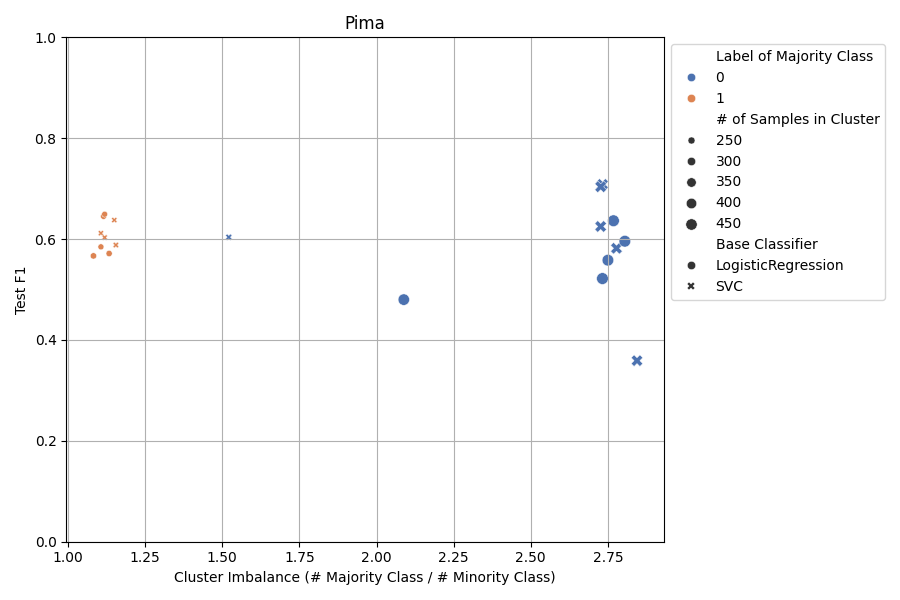 Pima
1.0
0.8
0.6
0.4
0.2
0.0
Test F1
1.00
1.25
1.50
1.75
2.00
2.25
2.50
2.75
Cluster Imbalance (# Majority Class / # Minority Class)
Label of Majority Class
0
1
# of Samples in Cluster
250
300
350
400
450
Base Classifier
LogisticRegression
SVC